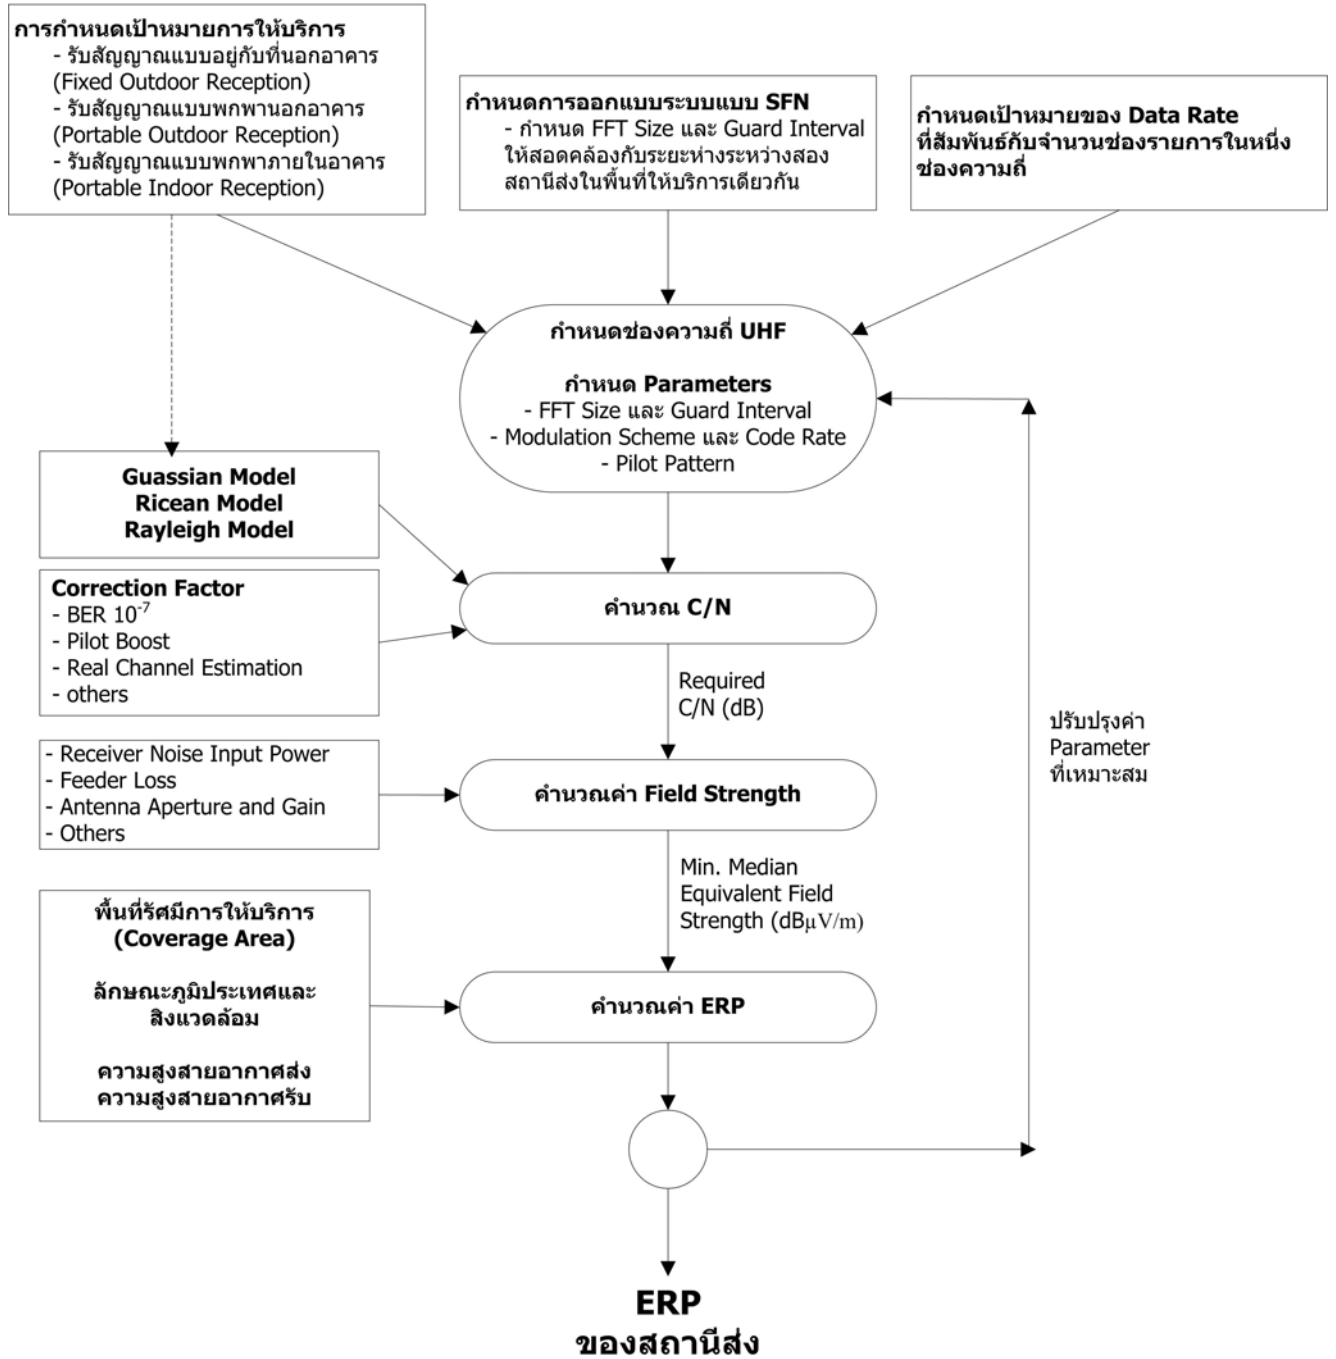 การกำหนดเป้าหมายการให้บริการ
- รับสัญญาณแบบอยู่กับที่นอกอาคาร
(Fixed Outdoor Reception)
- รับสัญญาณแบบพกพานอกอาคาร
(Portable Outdoor Reception)
- รับสัญญาณแบบพกพาภายในอาคาร
(Portable Indoor Reception)
กำหนดการออกแบบระบบแบบ SFN
- กำหนด FFT Size และ Guard Interval
ให้สอดคล้องกับระยะห่างระหว่างสอง
สถานีส่งในพื้นที่ให้บริการเดียวกัน
กำหนดเป้าหมายของ Data Rate
ที่สัมพันธ์กับจำนวนช่องรายการในหนึ่ง
ช่องความถี่
กำหนดช่องความถี่ UHF
กำหนด Parameters
- FFT Size และ Guard Interval
- Modulation Scheme และ Code Rate
- Pilot Pattern
Guassian Model
Ricean Model
Rayleigh Model
Correction Factor
- BER 10⁻⁷
- Pilot Boost
- Real Channel Estimation
- others
คำนวณ C/N
Required
C/N (dB)
ปรับปรุงค่า
Parameter
ที่เหมาะสม
- Receiver Noise Input Power
- Feeder Loss
- Antenna Aperture and Gain
- Others
คำนวณค่า Field Strength
Min. Median
Equivalent Field
Strength (dBµV/m)
พื้นที่รัศมีการให้บริการ
(Coverage Area)
ลักษณะภูมิประเทศและ
สิ่งแวดล้อม
ความสูงสายอากาศส่ง
ความสูงสายอากาศรับ
คำนวณค่า ERP
ERP
ของสถานีส่ง